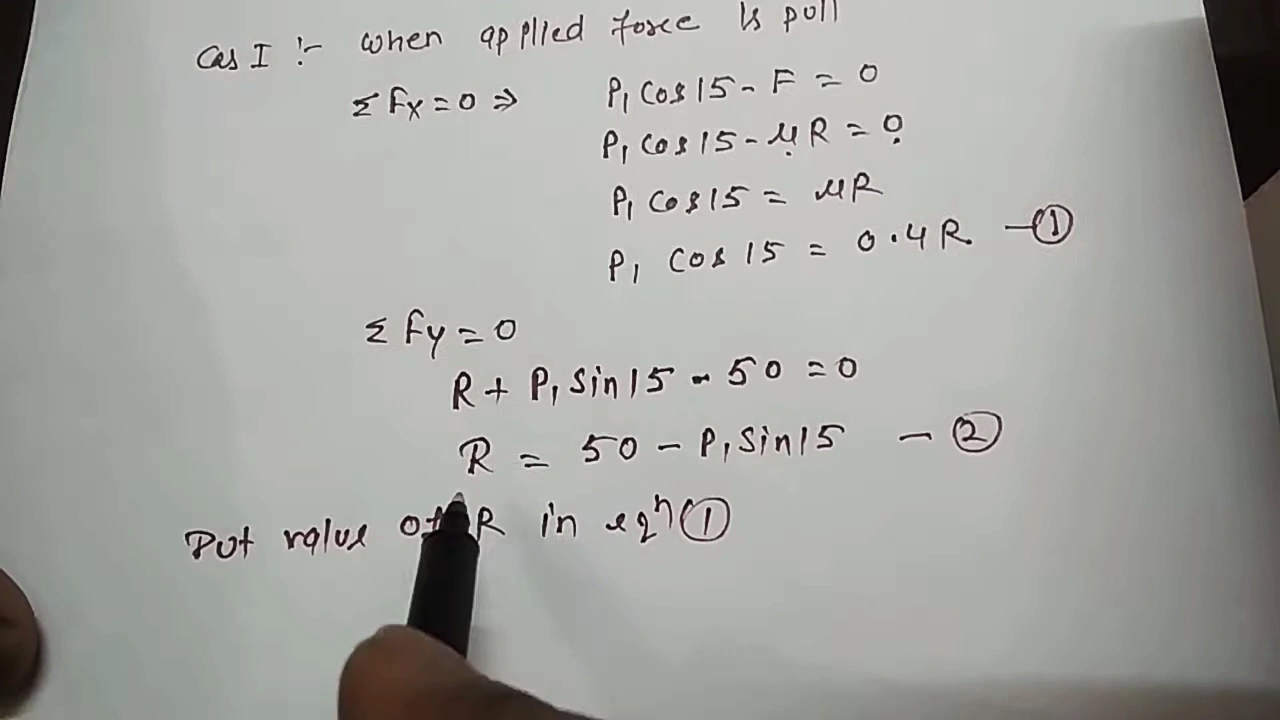 Cas I :- when applied force is pull
Σ Fx = 0 ⇒ P₁ cos 15 - F = 0
P₁ cos 15 - μR = 0
P₁ cos 15 = μR
P₁ cos 15 = 0.4 R - ①
Σ Fy = 0
R + P₁ sin 15 - 50 = 0
R = 50 - P₁ sin 15 - ②
Put value of R in eqⁿ ①